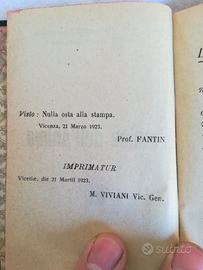 Visto : Nulla osta alla stampa.
Vicenza, 21 Marzo 1923.
Prof. FANTIN
IMPRIMATUR
Vicetiæ, die 21 Martii 1923.
M. VIVIANI Vic. Gen.
subito